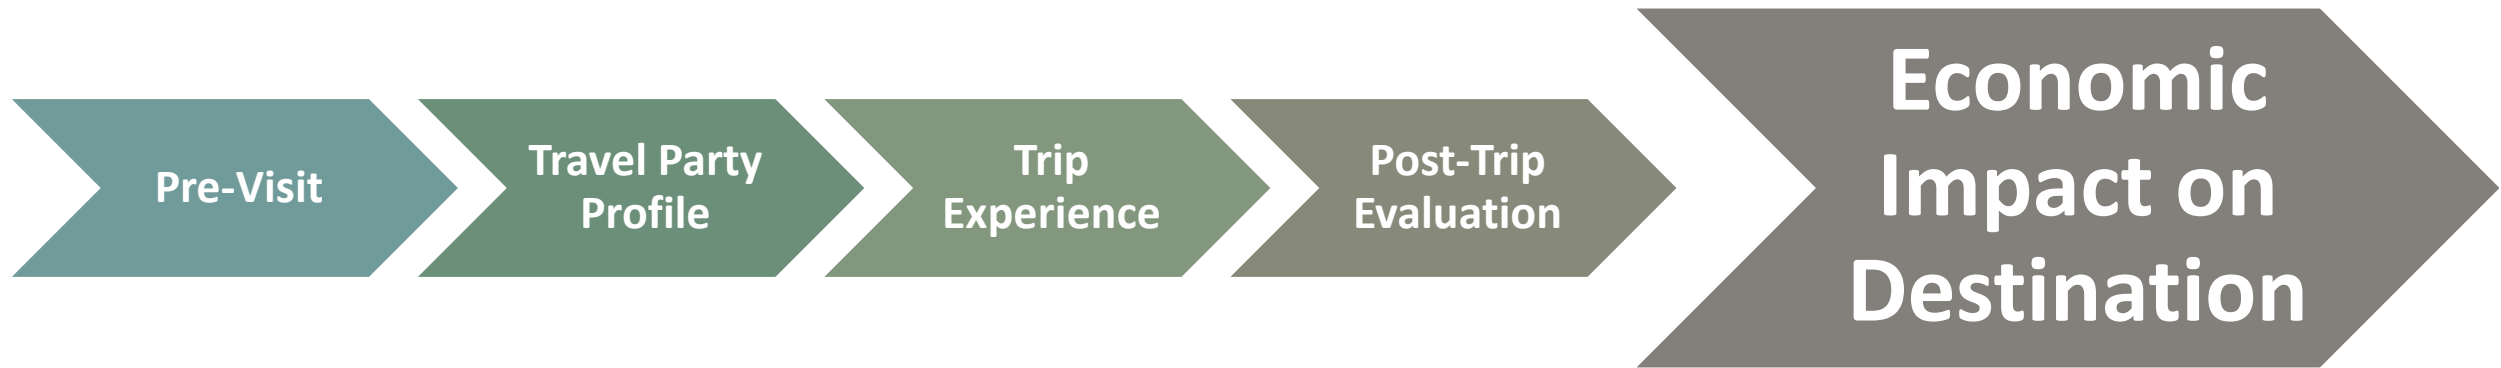 Pre-Visit
Travel Party
Profile
Trip
Experience
Post-Trip
Evaluation
Economic
Impact on
Destination